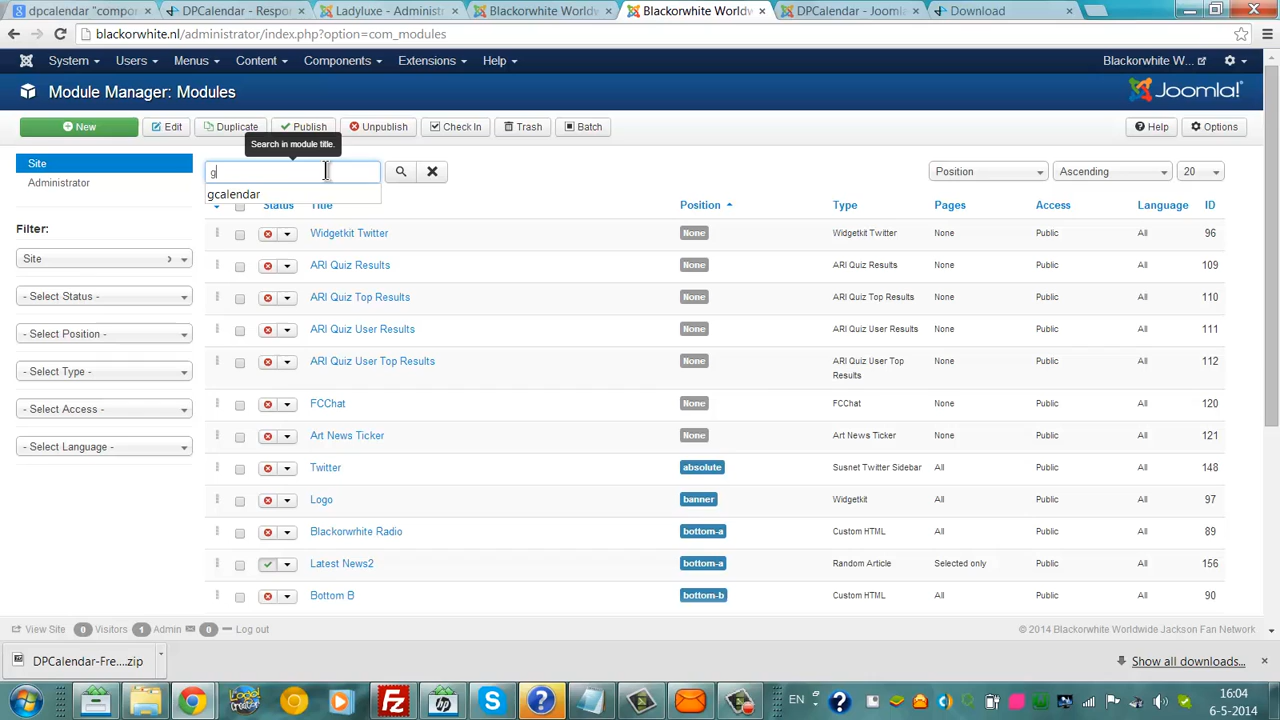 dpcalendar "compor
DPCalendar - Respon
Ladyluxe - Administra
Blackorwhite Worldw
Blackorwhite Worldw
DPCalendar - Joomla
Download
blackorwhite.nl/administrator/index.php?option=com_modules
System Users Menus Content Components Extensions Help Blackorwhite W...
Module Manager: Modules Joomla!
New Edit Duplicate Publish Unpublish Check In Trash Batch Help Options
Search in module title.
Site
Administrator
g
Position Ascending 20
gcalendar
Status Title Position Type Pages Access Language ID
Filter:
Site
- Select Status -
- Select Position -
- Select Type -
- Select Access -
- Select Language -
Widgetkit Twitter None Widgetkit Twitter None Public All 96
ARI Quiz Results None ARI Quiz Results None Public All 109
ARI Quiz Top Results None ARI Quiz Top Results None Public All 110
ARI Quiz User Results None ARI Quiz User Results None Public All 111
ARI Quiz User Top Results None ARI Quiz User Top None Public All 112
Results
FCChat None FCChat None Public All 120
Art News Ticker None Art News Ticker None Public All 121
Twitter absolute Susnet Twitter Sidebar All Public All 148
Logo banner Widgetkit All Public All 97
Blackorwhite Radio bottom-a Custom HTML All Public All 89
Latest News2 bottom-a Random Article Selected only Public All 156
Bottom B bottom-b Custom HTML All Public All 90
View Site 0 Visitors 1 Admin 0 Log out © 2014 Blackorwhite Worldwide Jackson Fan Network
DPCalendar-Fre....zip Show all downloads...
EN 16:04
6-5-2014